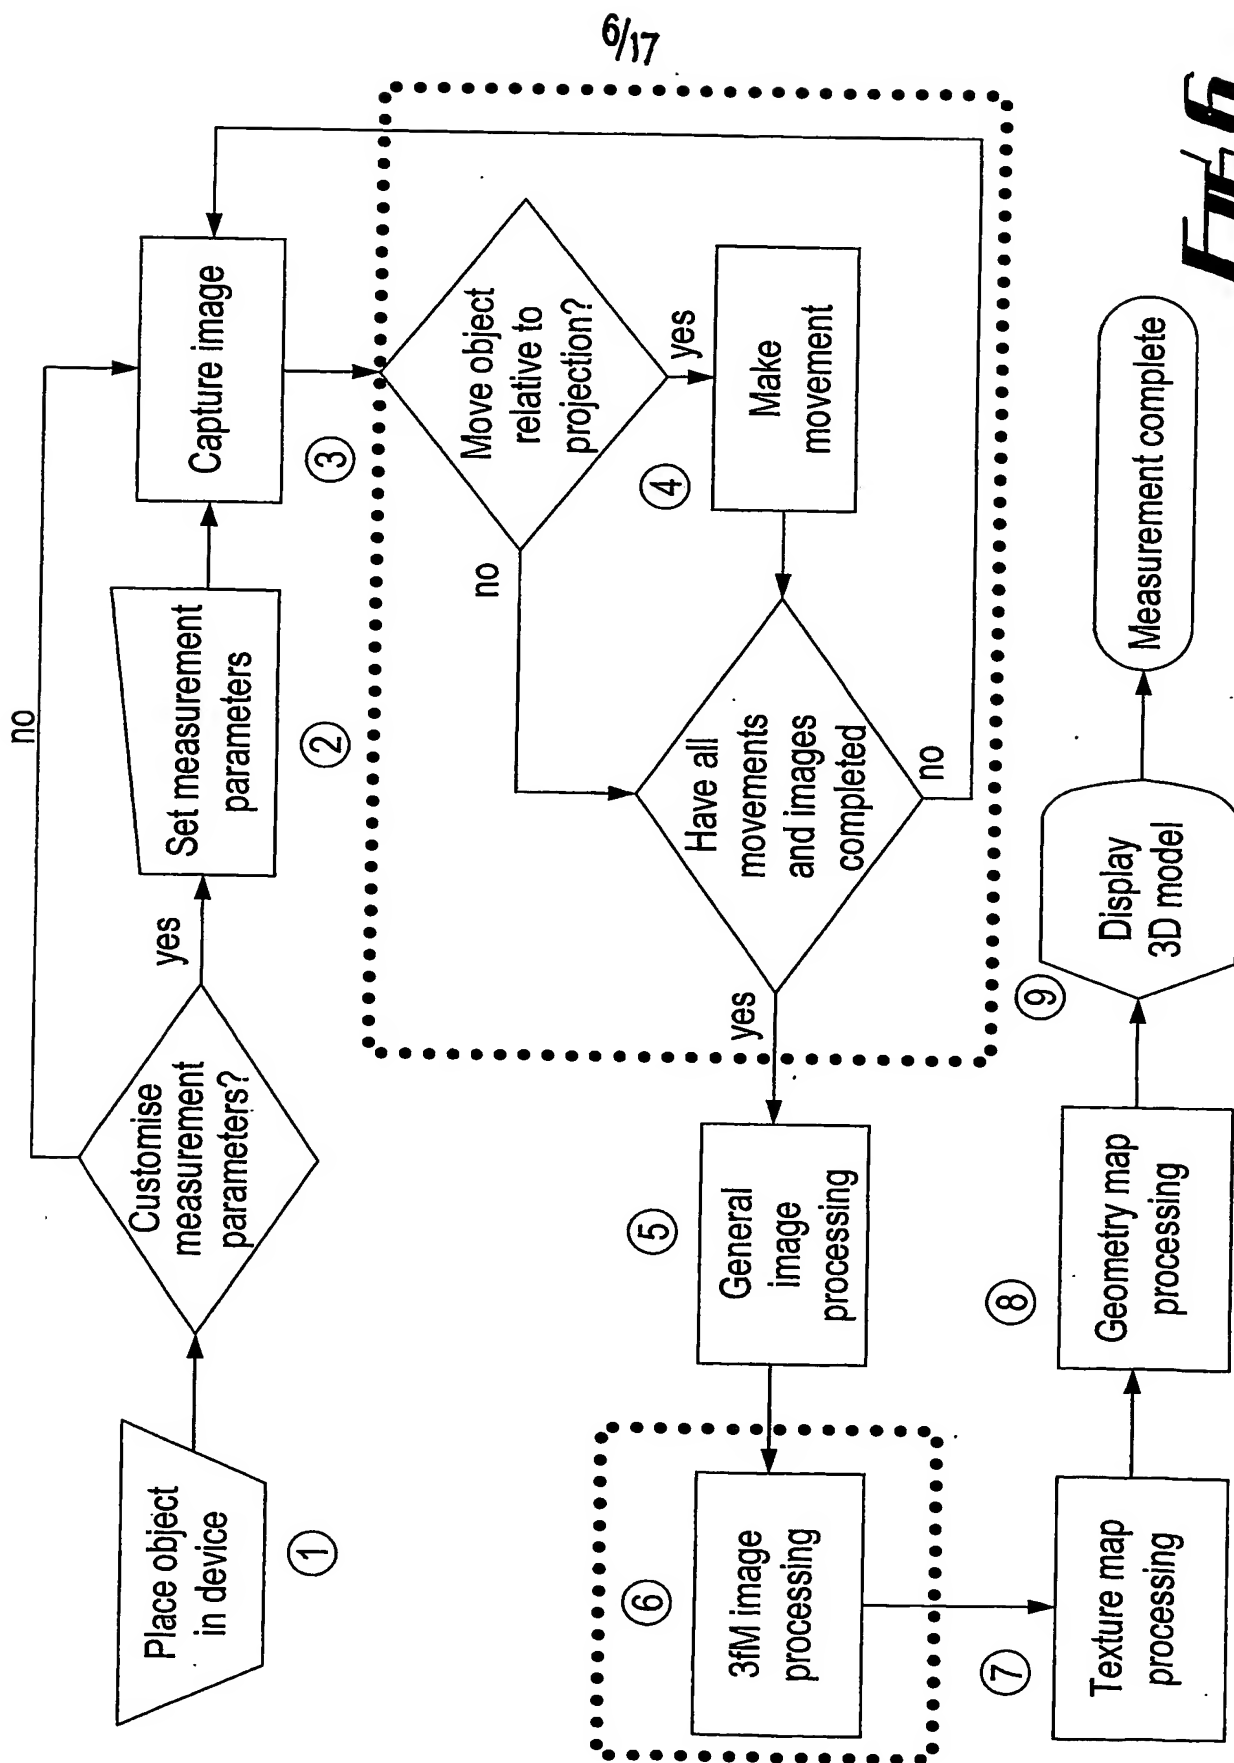 6/17
Place object
in device
1
Customise
measurement
parameters?
no
yes
Set measurement
parameters
2
Capture image
3
Move object
relative to
projection?
no
yes
4
Make
movement
Have all
movements
and images
completed
no
yes
5
General
image
processing
6
3fM image
processing
7
Texture map
processing
8
Geometry map
processing
9
Display
3D model
Measurement complete